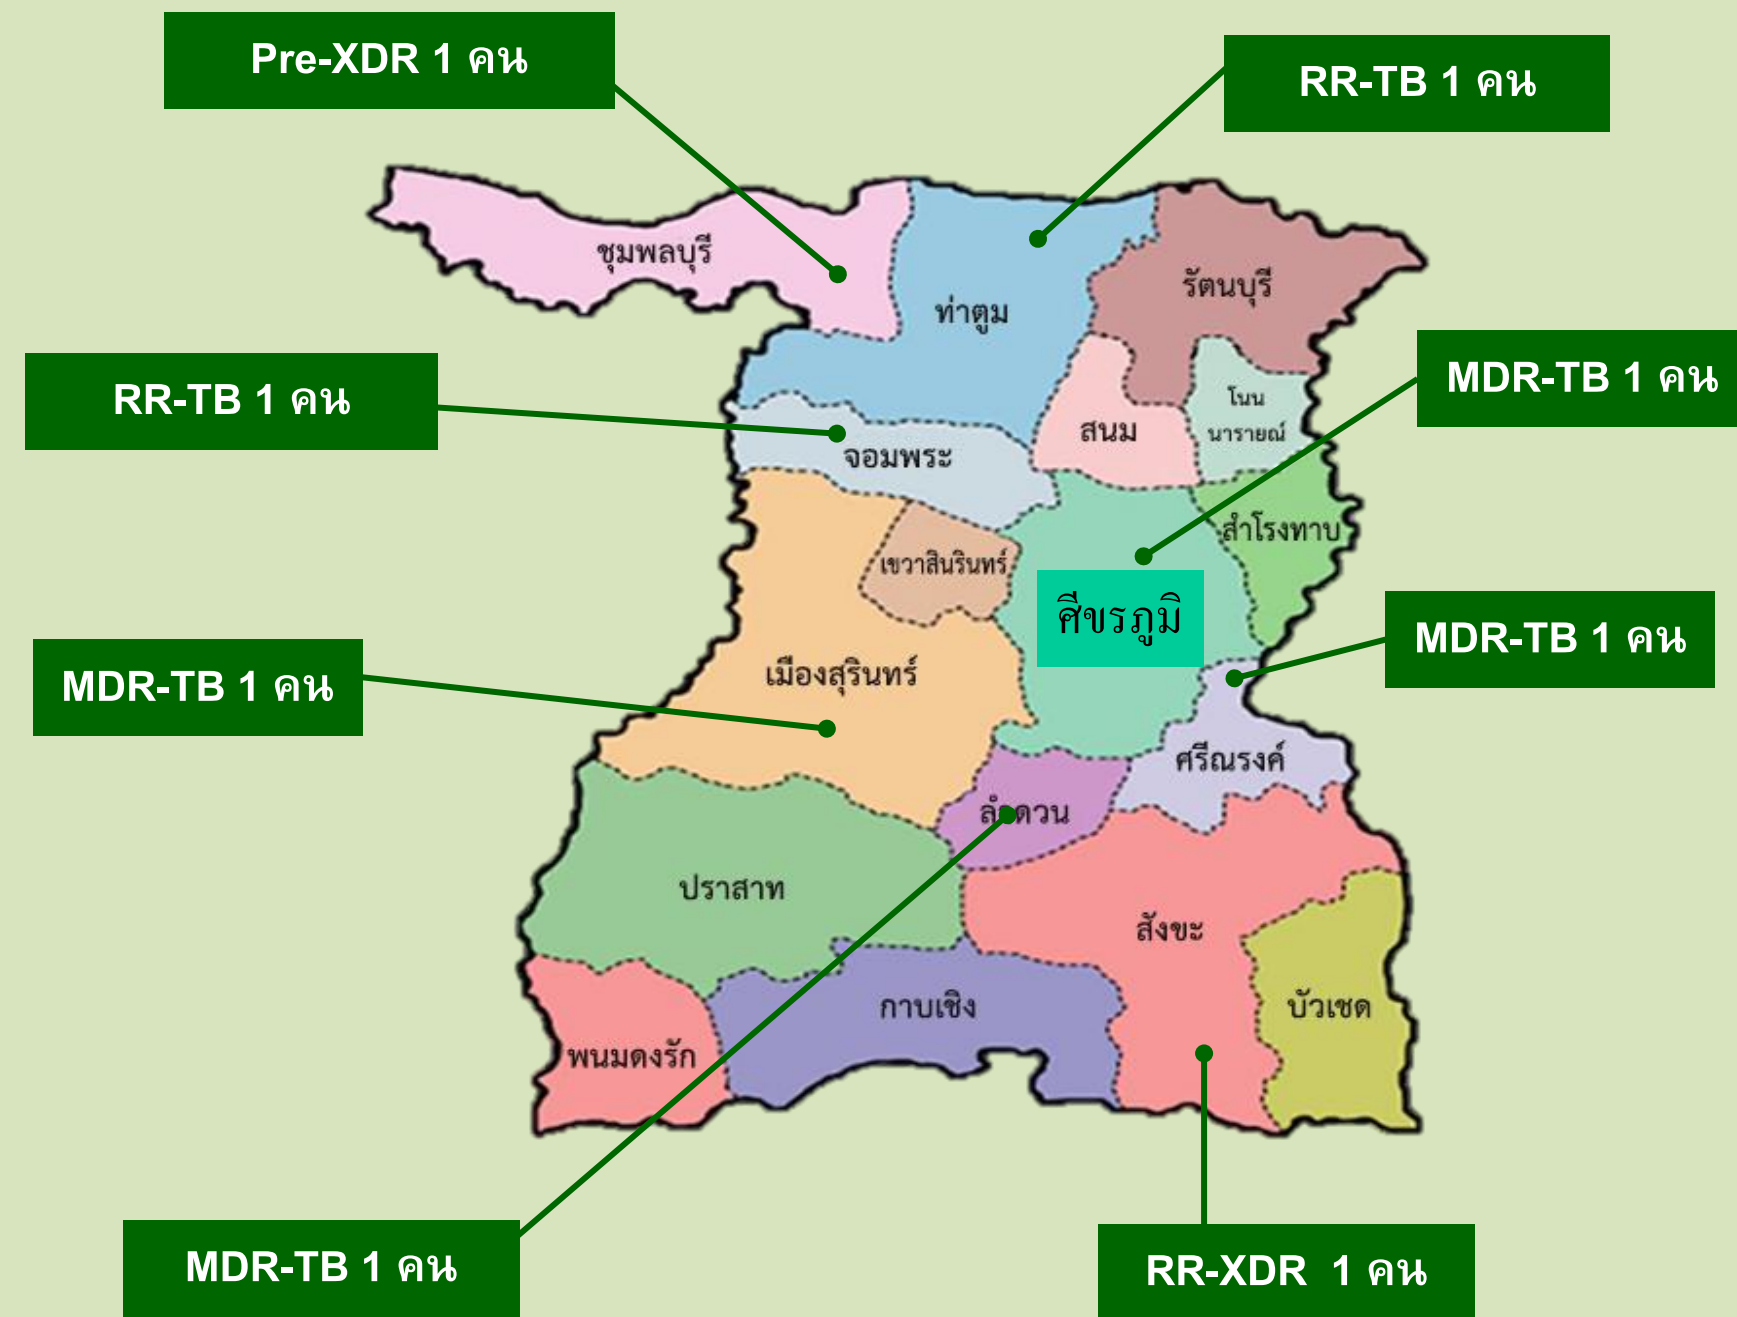 Pre-XDR 1 คน
RR-TB 1 คน
ชุมพลบุรี
ท่าตูม
รัตนบุรี
RR-TB 1 คน
MDR-TB 1 คน
โนน
นารายณ์
สนม
จอมพระ
สำโรงทาบ
เขวาสินรินทร์
ศีขรภูมิ
MDR-TB 1 คน
MDR-TB 1 คน
เมืองสุรินทร์
ศรีณรงค์
ลำดวน
ปราสาท
สังขะ
กาบเชิง
บัวเชด
พนมดงรัก
MDR-TB 1 คน
RR-XDR 1 คน